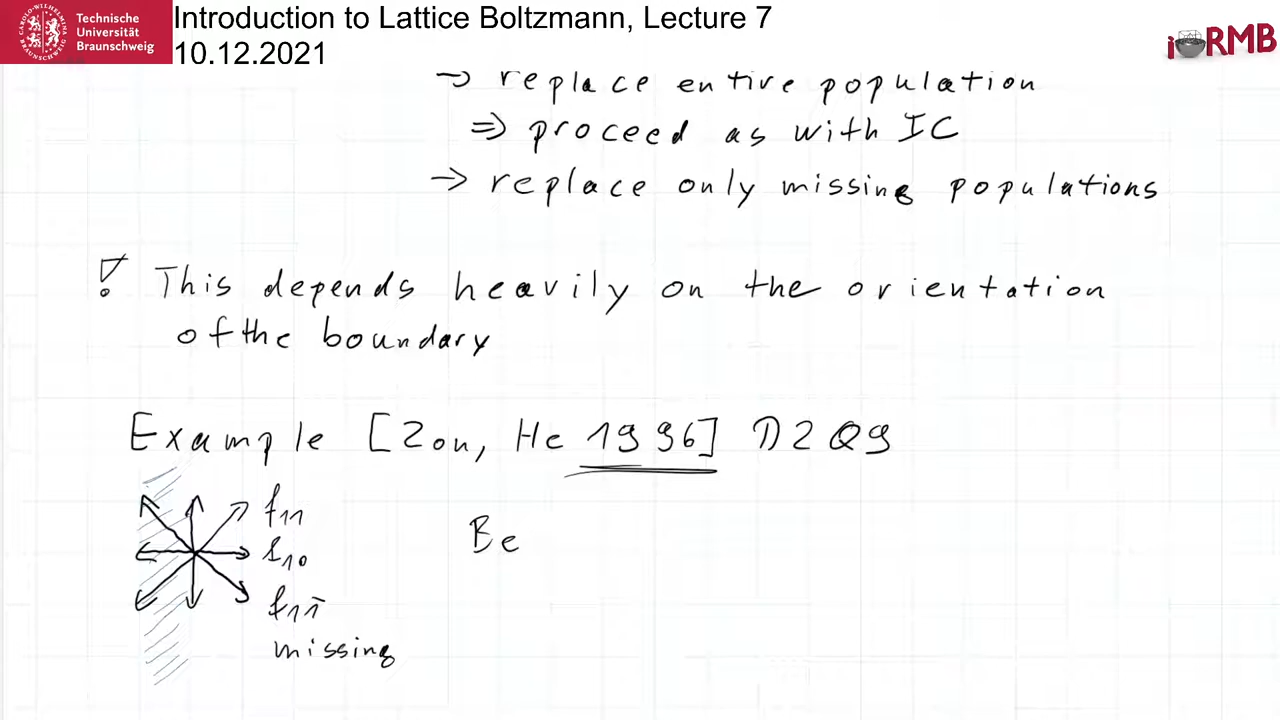 Introduction to Lattice Boltzmann, Lecture 7
10.12.2021
Technische
Universität
Braunschweig
iRMB
→ replace entire population
⇒ proceed as with IC
→ replace only missing populations
! This depends heavily on the orientation
of the boundary
Example [Zou, He 1996] D2Q9
f₁₁
f₁₀
f₁₁̄
missing
Be